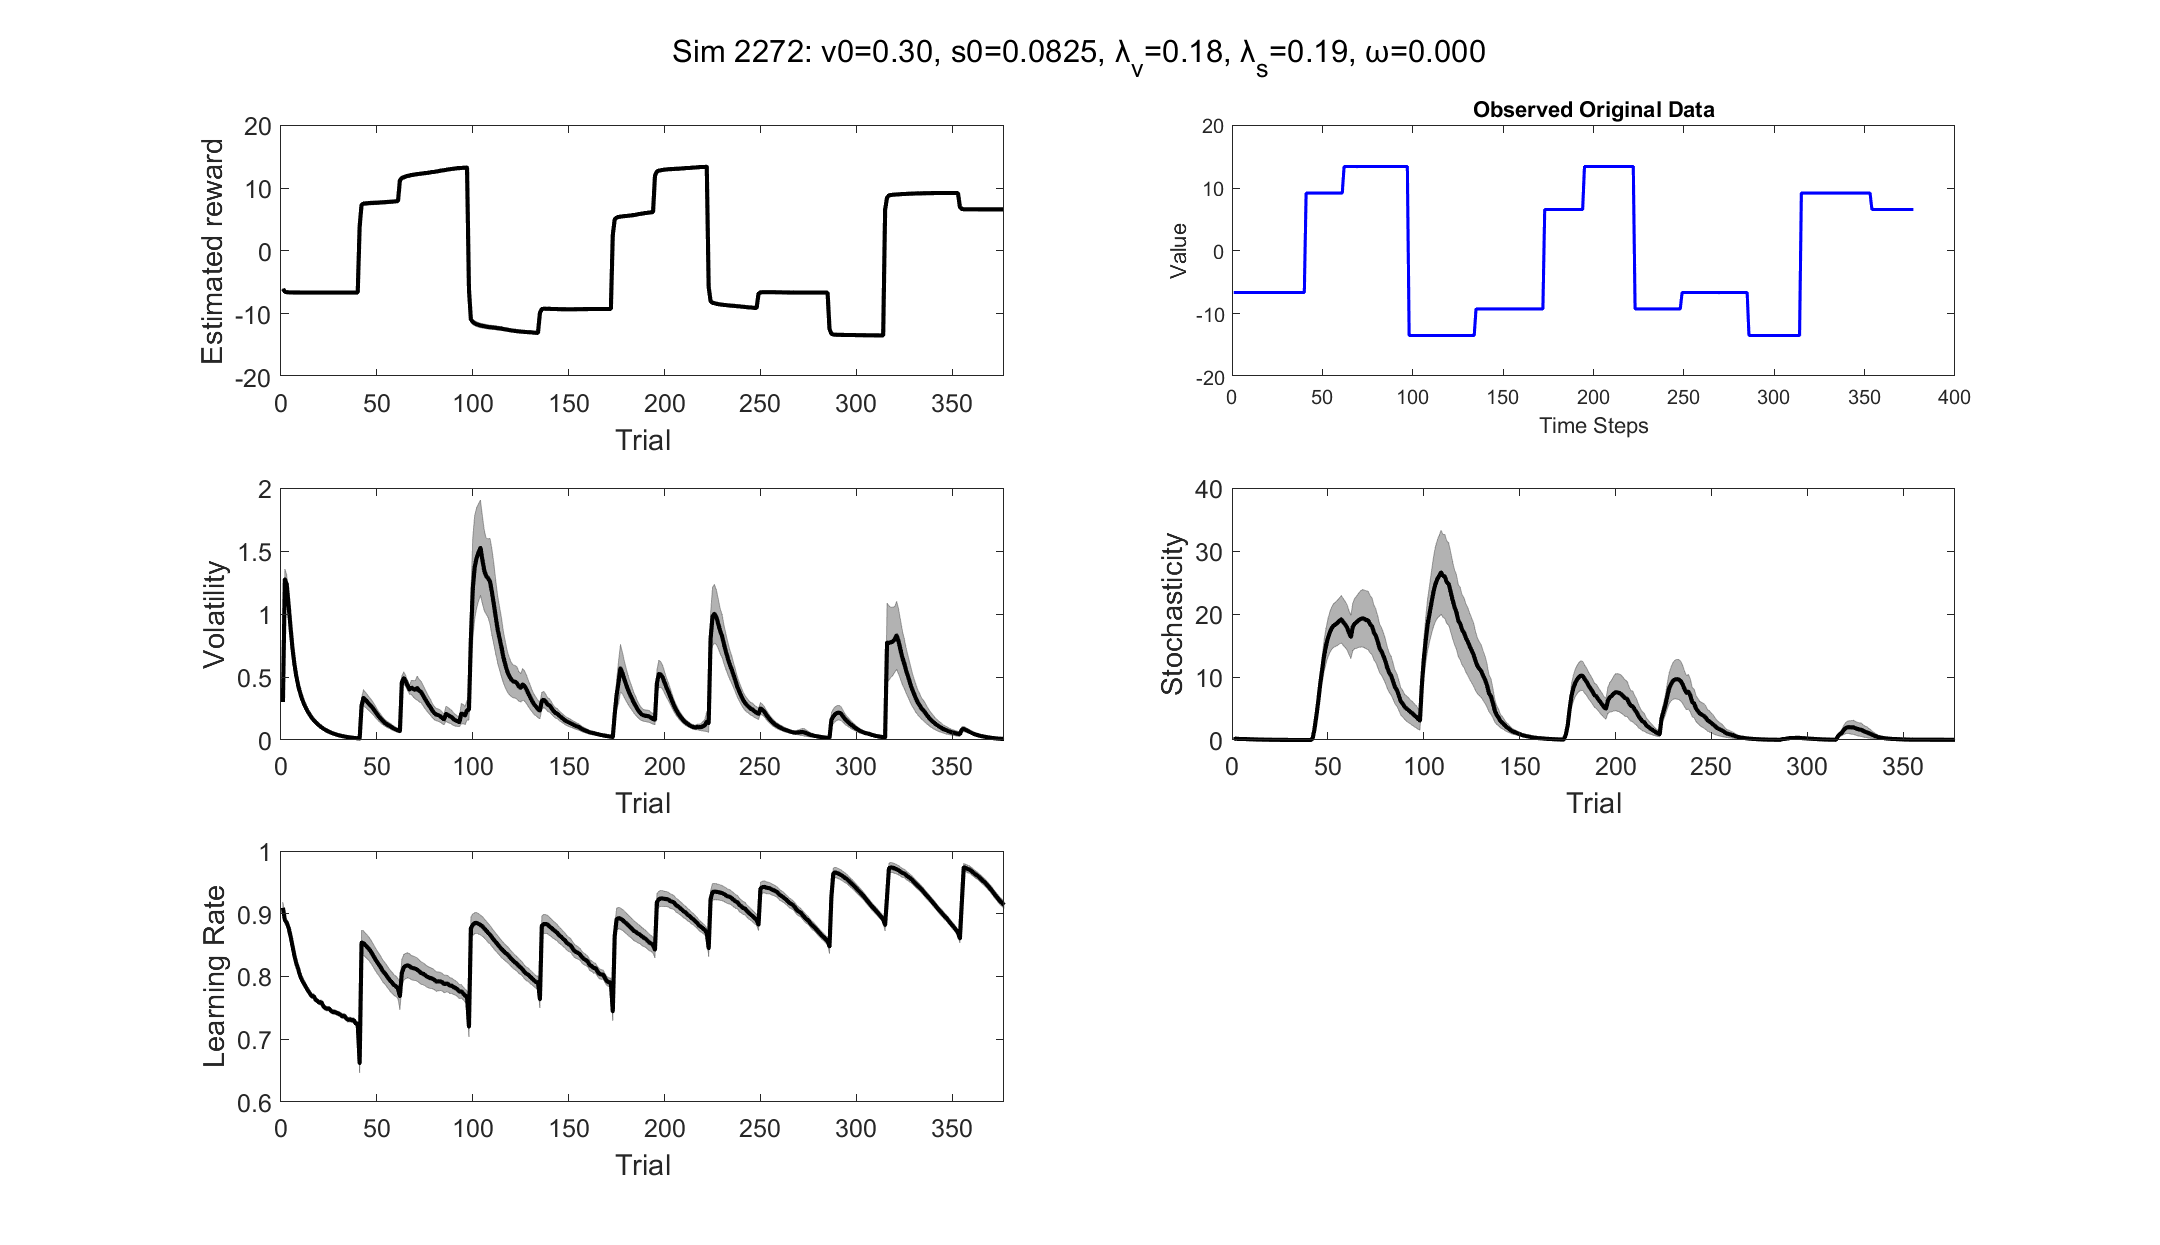 Sim 2272: v0=0.30, s0=0.0825, λ_v=0.18, λ_s=0.19, ω=0.000
Estimated reward
20
10
0
-10
-20
0 50 100 150 200 250 300 350
Trial
Observed Original Data
Value
20
10
0
-10
-20
0 50 100 150 200 250 300 350 400
Time Steps
Volatility
2
1.5
1
0.5
0
0 50 100 150 200 250 300 350
Trial
Stochasticity
40
30
20
10
0
0 50 100 150 200 250 300 350
Trial
Learning Rate
1
0.9
0.8
0.7
0.6
0 50 100 150 200 250 300 350
Trial